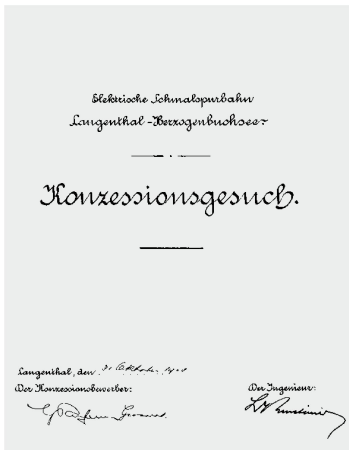 Elektrische Schmalspurbahn
Langenthal-Herzogenbuchsee
Konzessionsgesuch.
Langenthal, den 31. Oktober
Der Konzessionsbewerber:
Der Ingenieur: